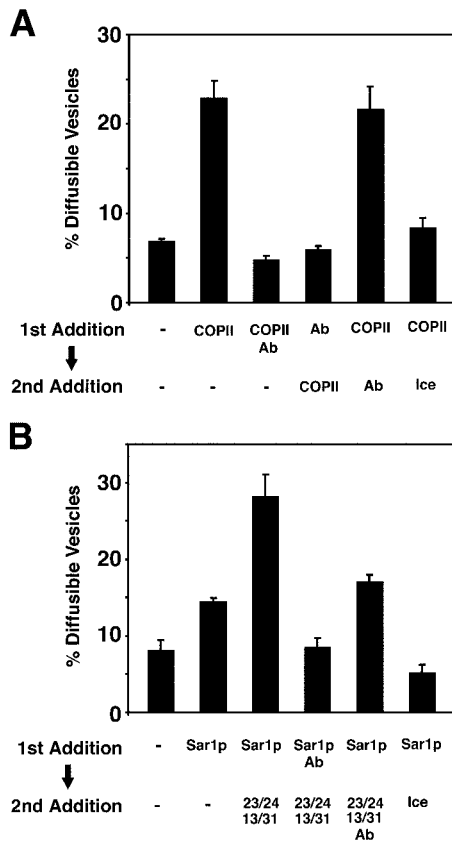 A
% Diffusible Vesicles
30
20
10
0
1st Addition - COPII COPII Ab COPII COPII
Ab
2nd Addition - - - COPII Ab Ice
B
% Diffusible Vesicles
30
20
10
0
1st Addition - Sar1p Sar1p Sar1p Sar1p Sar1p
Ab
2nd Addition - - 23/24 23/24 23/24 Ice
13/31 13/31 13/31
Ab